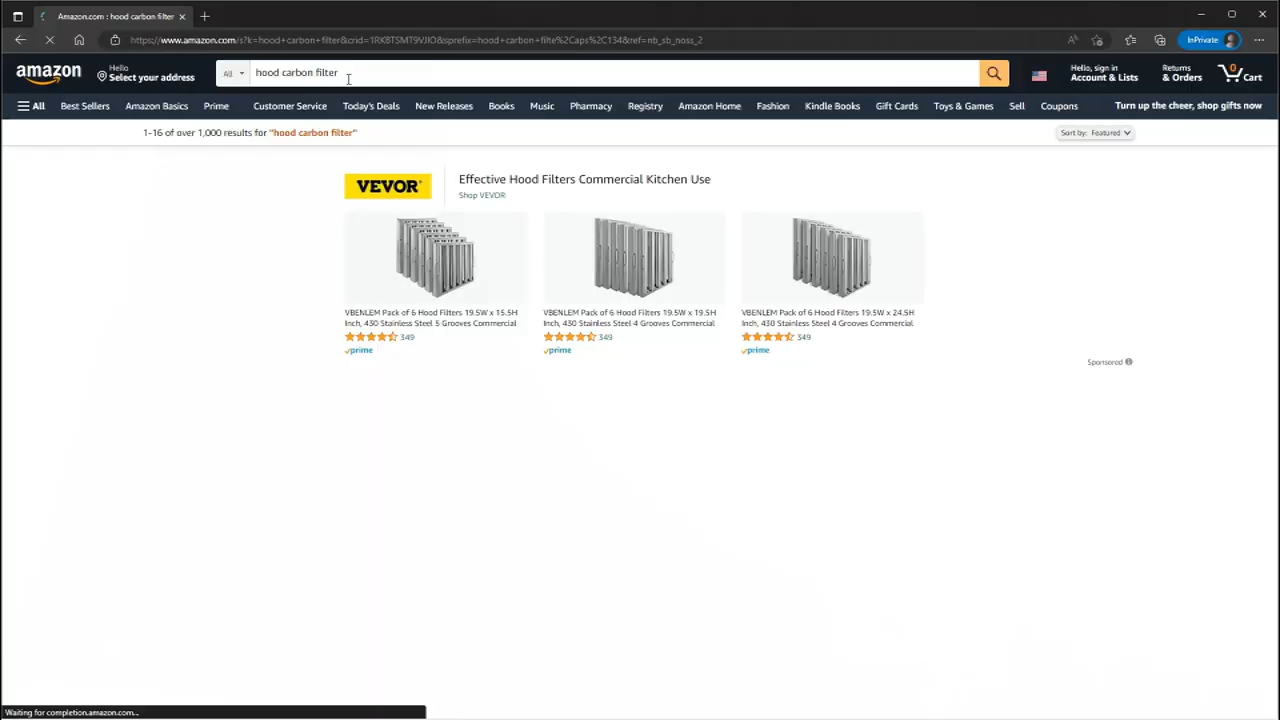 Amazon.com : hood carbon filter
https://www.amazon.com/s?k=hood+carbon+filter&crid=1RK8TSMT9VJIO&sprefix=hood+carbon+filte%2Caps%2C134&ref=nb_sb_noss_2
InPrivate
amazon
Hello
Select your address
All
hood carbon filter
Hello, sign in
Account & Lists
Returns
& Orders
0
Cart
All
Best Sellers
Amazon Basics
Prime
Customer Service
Today's Deals
New Releases
Books
Music
Pharmacy
Registry
Amazon Home
Fashion
Kindle Books
Gift Cards
Toys & Games
Sell
Coupons
Turn up the cheer, shop gifts now
1-16 of over 1,000 results for "hood carbon filter"
Sort by: Featured
VEVOR
Effective Hood Filters Commercial Kitchen Use
Shop VEVOR
VBENLEM Pack of 6 Hood Filters 19.5W x 15.5H
Inch, 430 Stainless Steel 5 Grooves Commercial
349
prime
VBENLEM Pack of 6 Hood Filters 19.5W x 19.5H
Inch, 430 Stainless Steel 4 Grooves Commercial
349
prime
VBENLEM Pack of 6 Hood Filters 19.5W x 24.5H
Inch, 430 Stainless Steel 4 Grooves Commercial
349
prime
Sponsored
Waiting for completion.amazon.com...